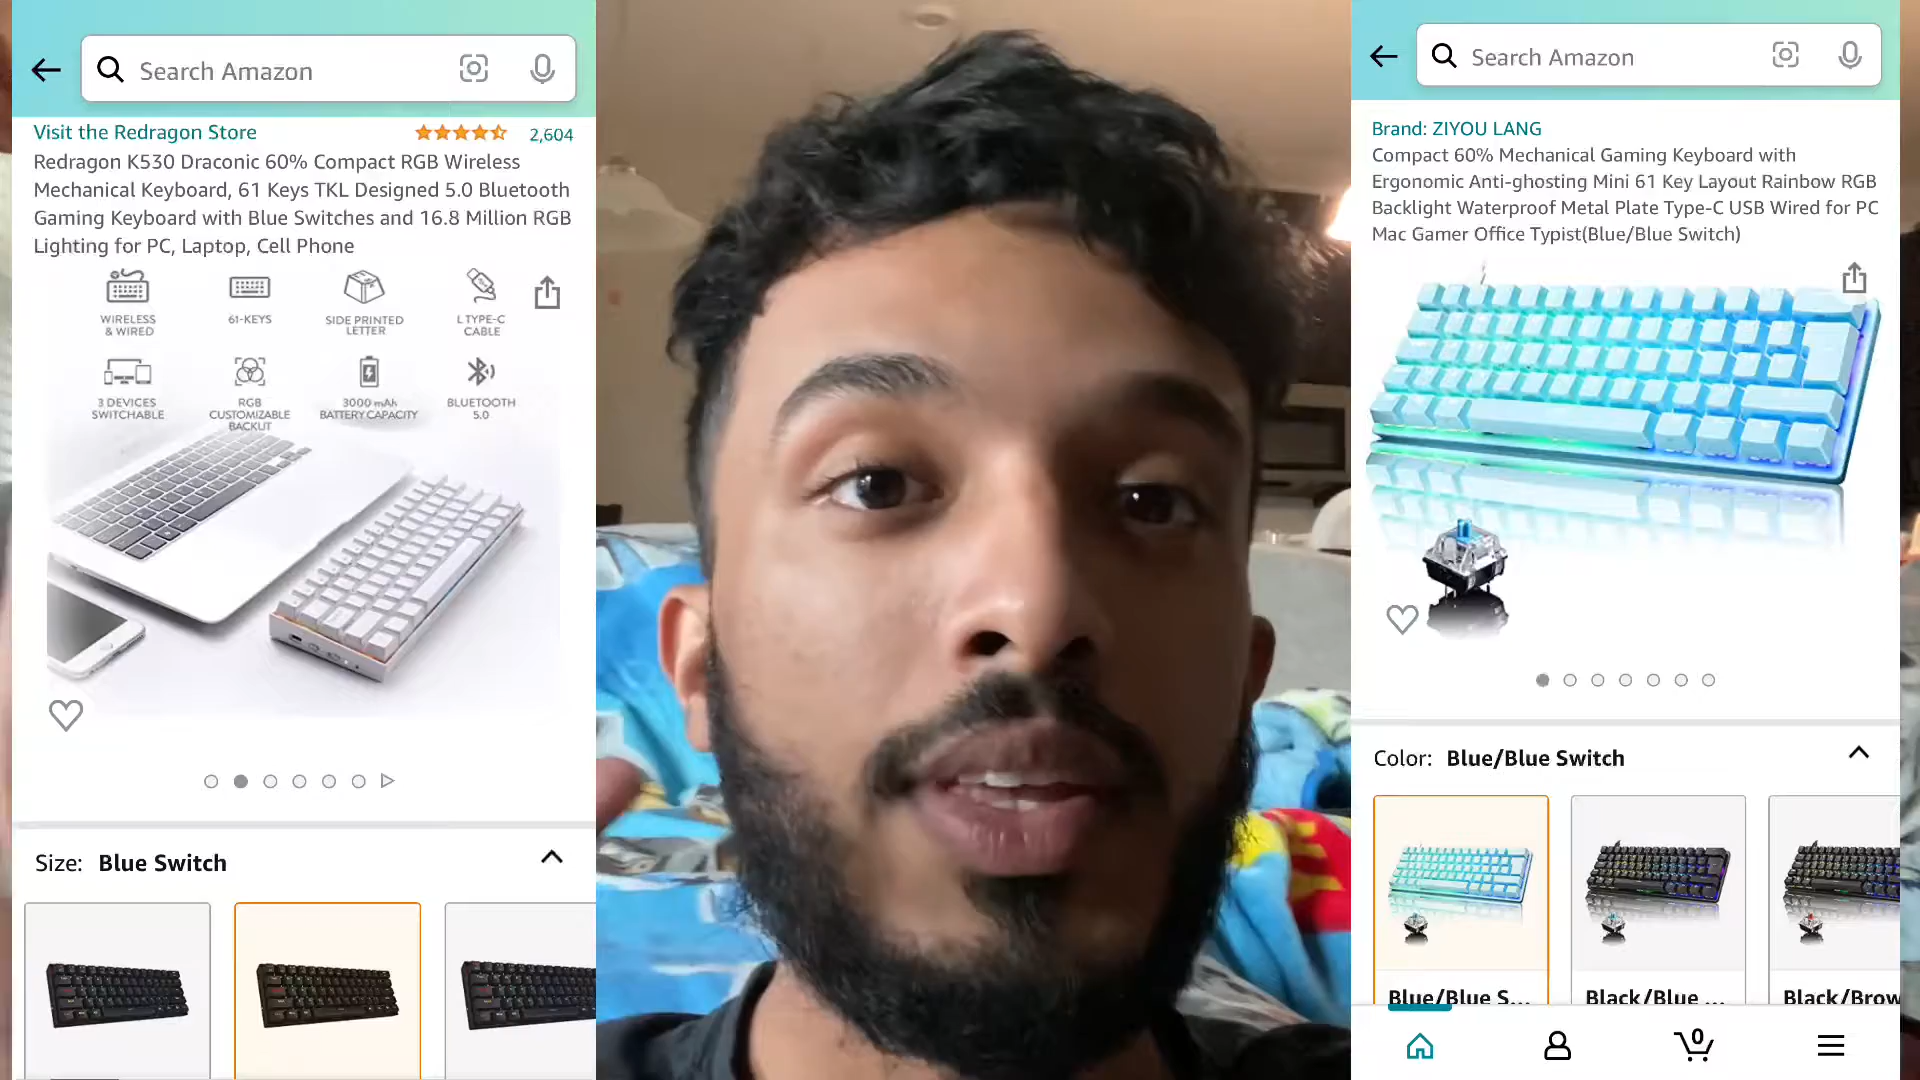 Search Amazon
Visit the Redragon Store
2,604
Redragon K530 Draconic 60% Compact RGB Wireless
Mechanical Keyboard, 61 Keys TKL Designed 5.0 Bluetooth
Gaming Keyboard with Blue Switches and 16.8 Million RGB
Lighting for PC, Laptop, Cell Phone
WIRELESS
& WIRED
61-KEYS
SIDE PRINTED
LETTER
L TYPE-C
CABLE
3 DEVICES
SWITCHABLE
RGB
CUSTOMIZABLE
BACKLIT
3000 mAh
BATTERY CAPACITY
BLUETOOTH
5.0
Size: Blue Switch
Search Amazon
Brand: ZIYOU LANG
Compact 60% Mechanical Gaming Keyboard with
Ergonomic Anti-ghosting Mini 61 Key Layout Rainbow RGB
Backlight Waterproof Metal Plate Type-C USB Wired for PC
Mac Gamer Office Typist(Blue/Blue Switch)
Color: Blue/Blue Switch
Blue/Blue S...
Black/Blue ...
Black/Brow
0